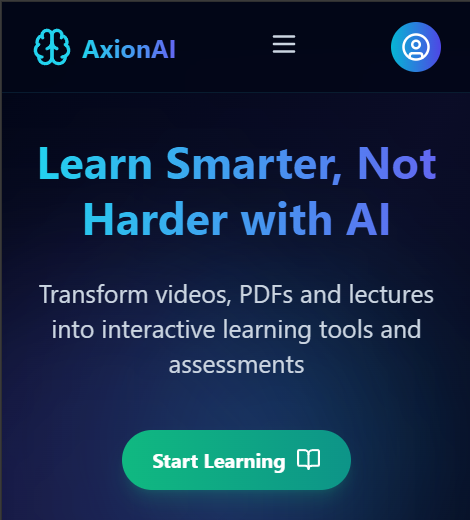 AxionAI
Learn Smarter, Not
Harder with AI
Transform videos, PDFs and lectures
into interactive learning tools and
assessments
Start Learning